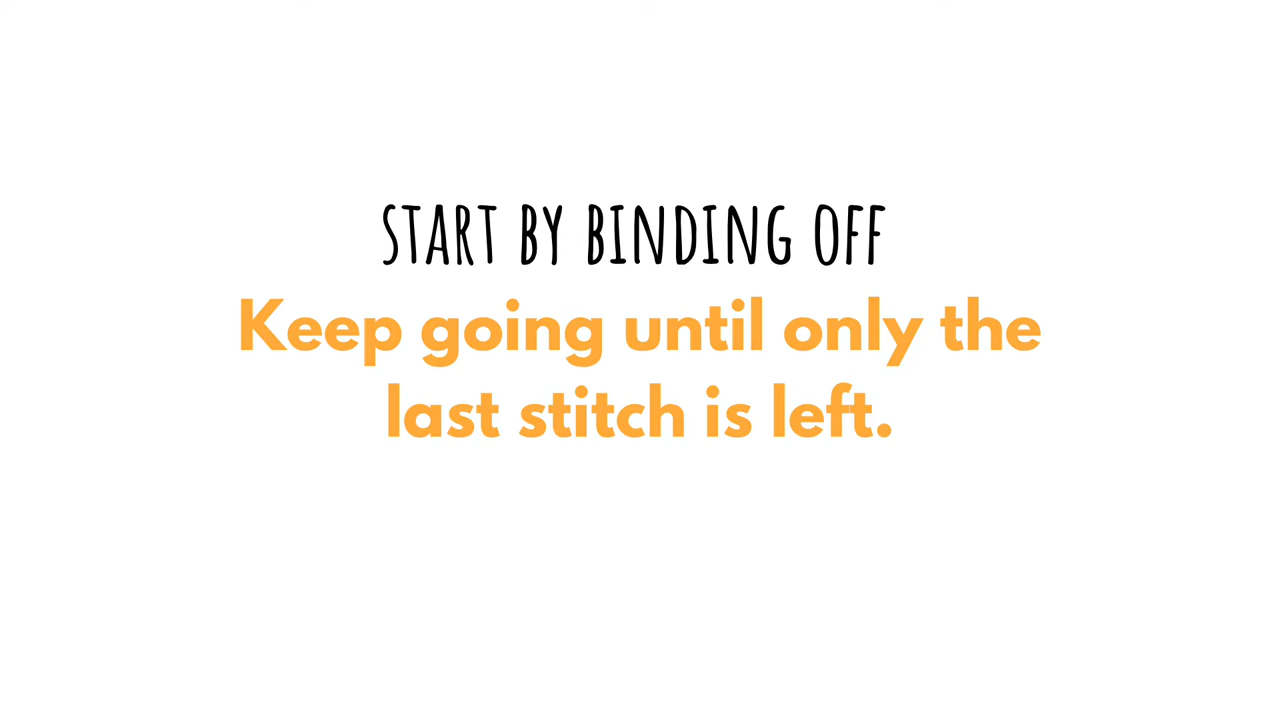 START BY BINDING OFF
Keep going until only the
last stitch is left.